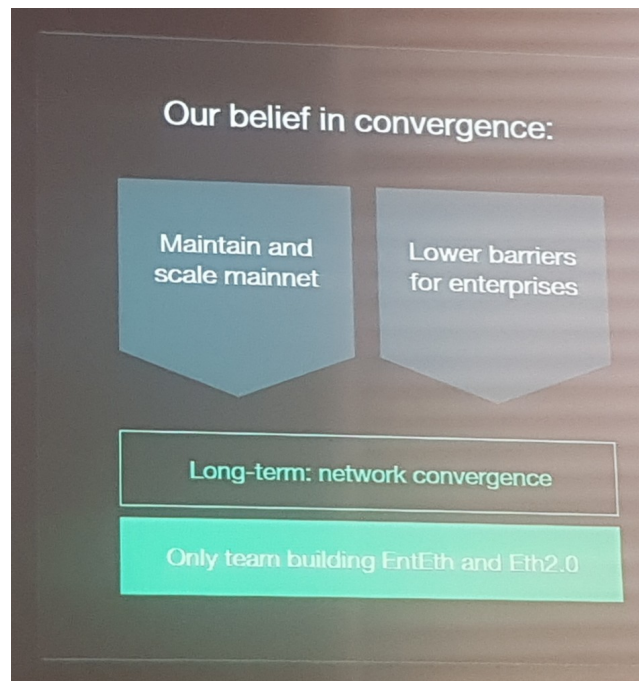 Our belief in convergence:
Maintain and
scale mainnet
Lower barriers
for enterprises
Long-term: network convergence
Only team building EntEth and Eth2.0